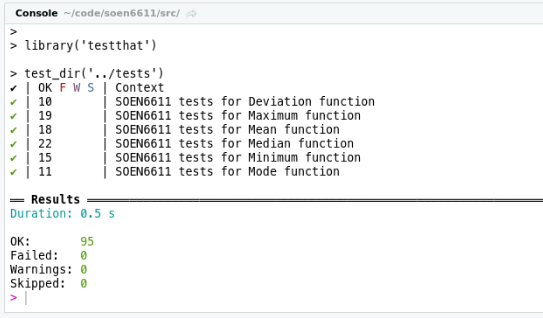 Console ~/code/soen6611/src/
>
> library('testthat')
> test_dir('../tests')
✔ | OK F W S | Context
✔ | 10       | SOEN6611 tests for Deviation function
✔ | 19       | SOEN6611 tests for Maximum function
✔ | 18       | SOEN6611 tests for Mean function
✔ | 22       | SOEN6611 tests for Median function
✔ | 15       | SOEN6611 tests for Minimum function
✔ | 11       | SOEN6611 tests for Mode function
══ Results ══════════════════════════════
Duration: 0.5 s
OK:       95
Failed:   0
Warnings: 0
Skipped:  0
>